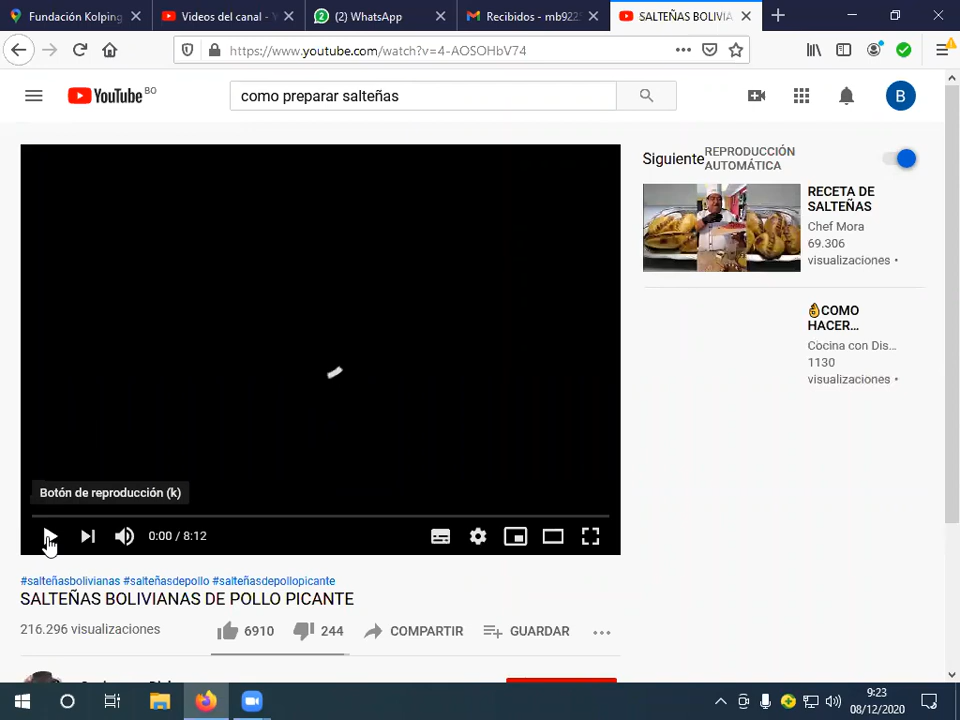 Fundación Kolping
Videos del canal - Y
(2) WhatsApp
Recibidos - mb922
SALTEÑAS BOLIVIA
https://www.youtube.com/watch?v=4-AOSOHbV74
YouTube BO
como preparar salteñas
B
Siguiente
REPRODUCCIÓN
AUTOMÁTICA
RECETA DE
SALTEÑAS
Chef Mora
69.306
visualizaciones •
👌COMO
HACER...
Cocina con Dis...
1130
visualizaciones •
Botón de reproducción (k)
0:00 / 8:12
#salteñasbolivianas #salteñasdepollo #salteñasdepollopicante
SALTEÑAS BOLIVIANAS DE POLLO PICANTE
216.296 visualizaciones
6910
244
COMPARTIR
GUARDAR
9:23
08/12/2020